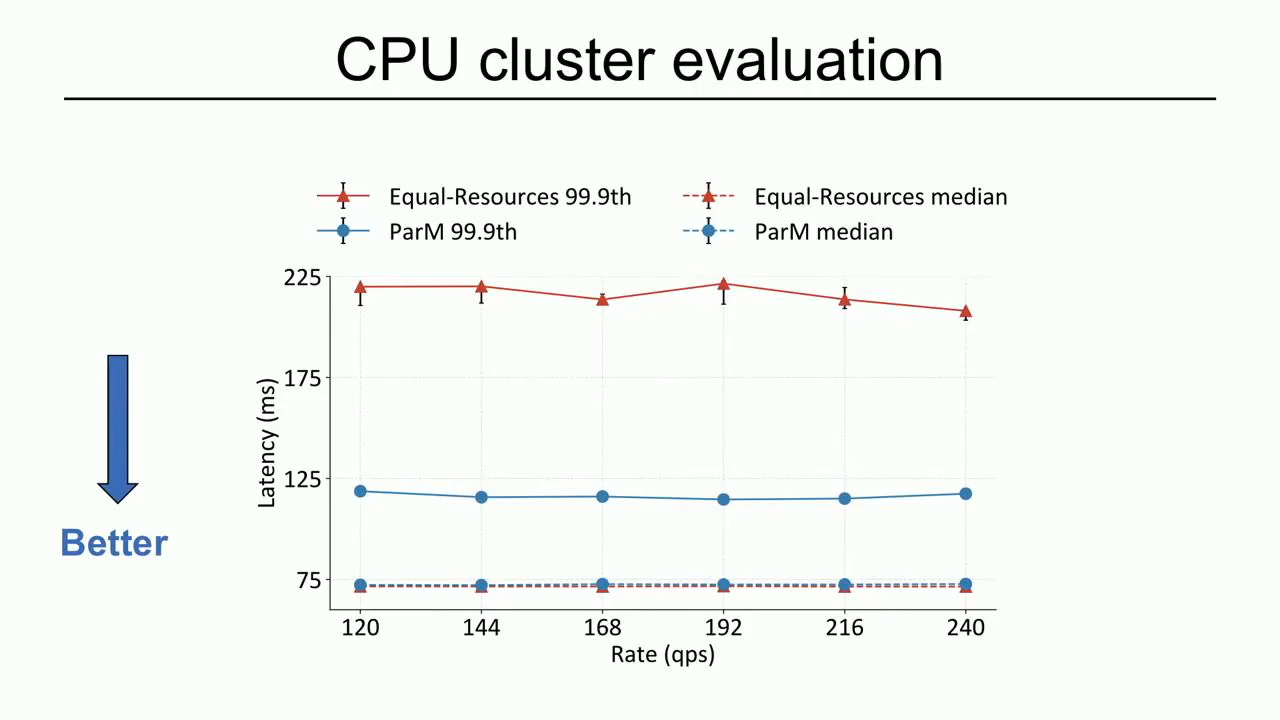 CPU cluster evaluation
Equal-Resources 99.9th
Equal-Resources median
ParM 99.9th
ParM median
225
175
125
75
Latency (ms)
120 144 168 192 216 240
Rate (qps)
Better